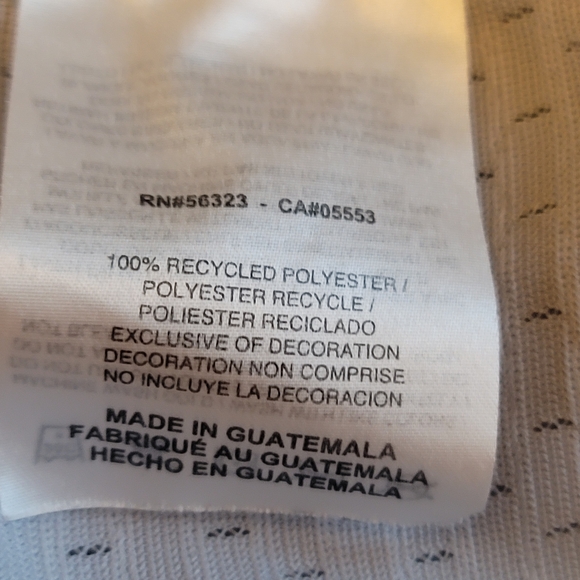 RN#56323 - CA#05553
100% RECYCLED POLYESTER /
POLYESTER RECYCLE /
POLIESTER RECICLADO
EXCLUSIVE OF DECORATION
DECORATION NON COMPRISE
NO INCLUYE LA DECORACION
MADE IN GUATEMALA
FABRIQUÉ AU GUATEMALA
HECHO EN GUATEMALA